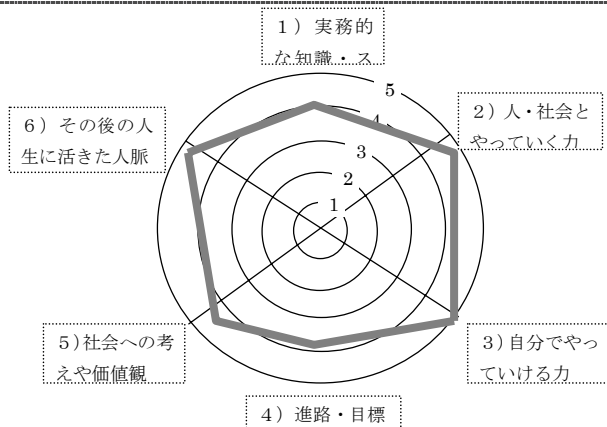 1）実務的
な知識・ス
5
4
3
2
1
2）人・社会と
やっていく力
6）その後の人
生に活きた人脈
5）社会への考
えや価値観
3）自分でやっ
ていける力
4）進路・目標